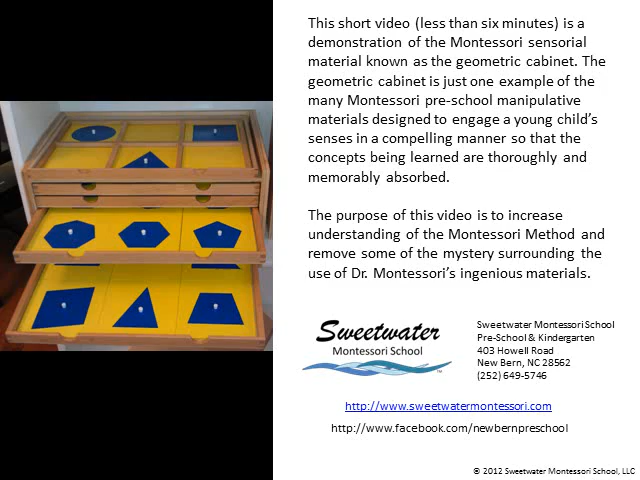 This short video (less than six minutes) is a
demonstration of the Montessori sensorial
material known as the geometric cabinet. The
geometric cabinet is just one example of the
many Montessori pre-school manipulative
materials designed to engage a young child's
senses in a compelling manner so that the
concepts being learned are thoroughly and
memorably absorbed.
The purpose of this video is to increase
understanding of the Montessori Method and
remove some of the mystery surrounding the
use of Dr. Montessori's ingenious materials.
Sweetwater
Montessori School
TM
Sweetwater Montessori School
Pre-School & Kindergarten
403 Howell Road
New Bern, NC 28562
(252) 649-5746
http://www.sweetwatermontessori.com
http://www.facebook.com/newbernpreschool
© 2012 Sweetwater Montessori School, LLC